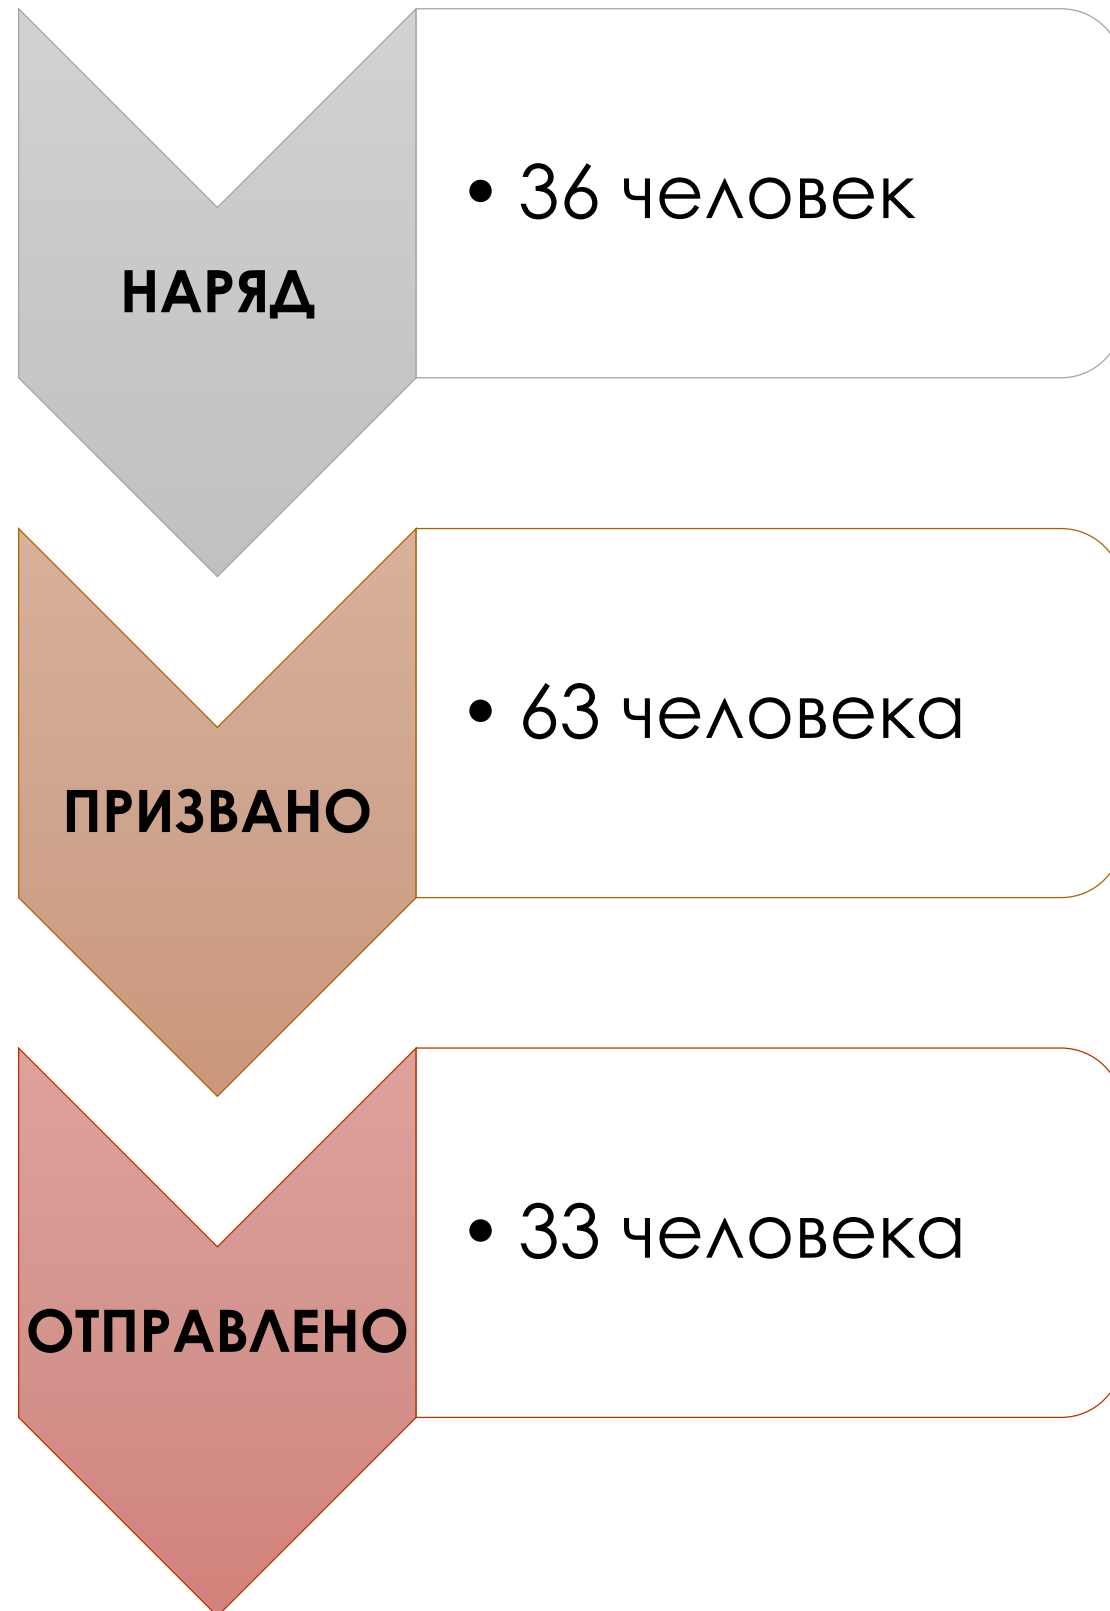 НАРЯД
• 36 человек
ПРИЗВАНО
• 63 человека
ОТПРАВЛЕНО
• 33 человека